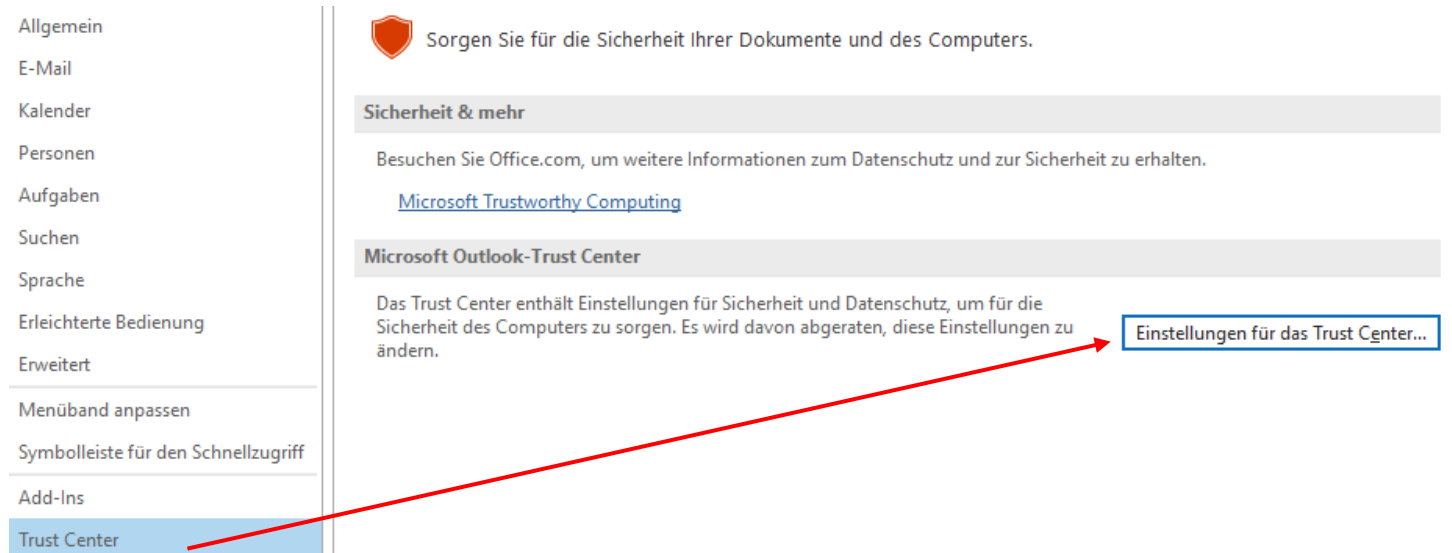 Allgemein
E-Mail
Kalender
Personen
Aufgaben
Suchen
Sprache
Erleichterte Bedienung
Erweitert
Menüband anpassen
Symbolleiste für den Schnellzugriff
Add-Ins
Trust Center
Sorgen Sie für die Sicherheit Ihrer Dokumente und des Computers.
Sicherheit & mehr
Besuchen Sie Office.com, um weitere Informationen zum Datenschutz und zur Sicherheit zu erhalten.
Microsoft Trustworthy Computing
Microsoft Outlook-Trust Center
Das Trust Center enthält Einstellungen für Sicherheit und Datenschutz, um für die
Sicherheit des Computers zu sorgen. Es wird davon abgeraten, diese Einstellungen zu
ändern.
Einstellungen für das Trust Center...